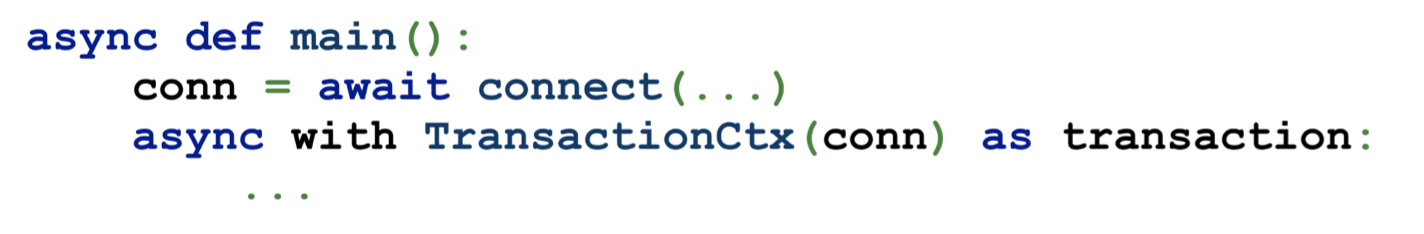 async def main():
    conn = await connect(...)
    async with TransactionCtx(conn) as transaction:
        ...